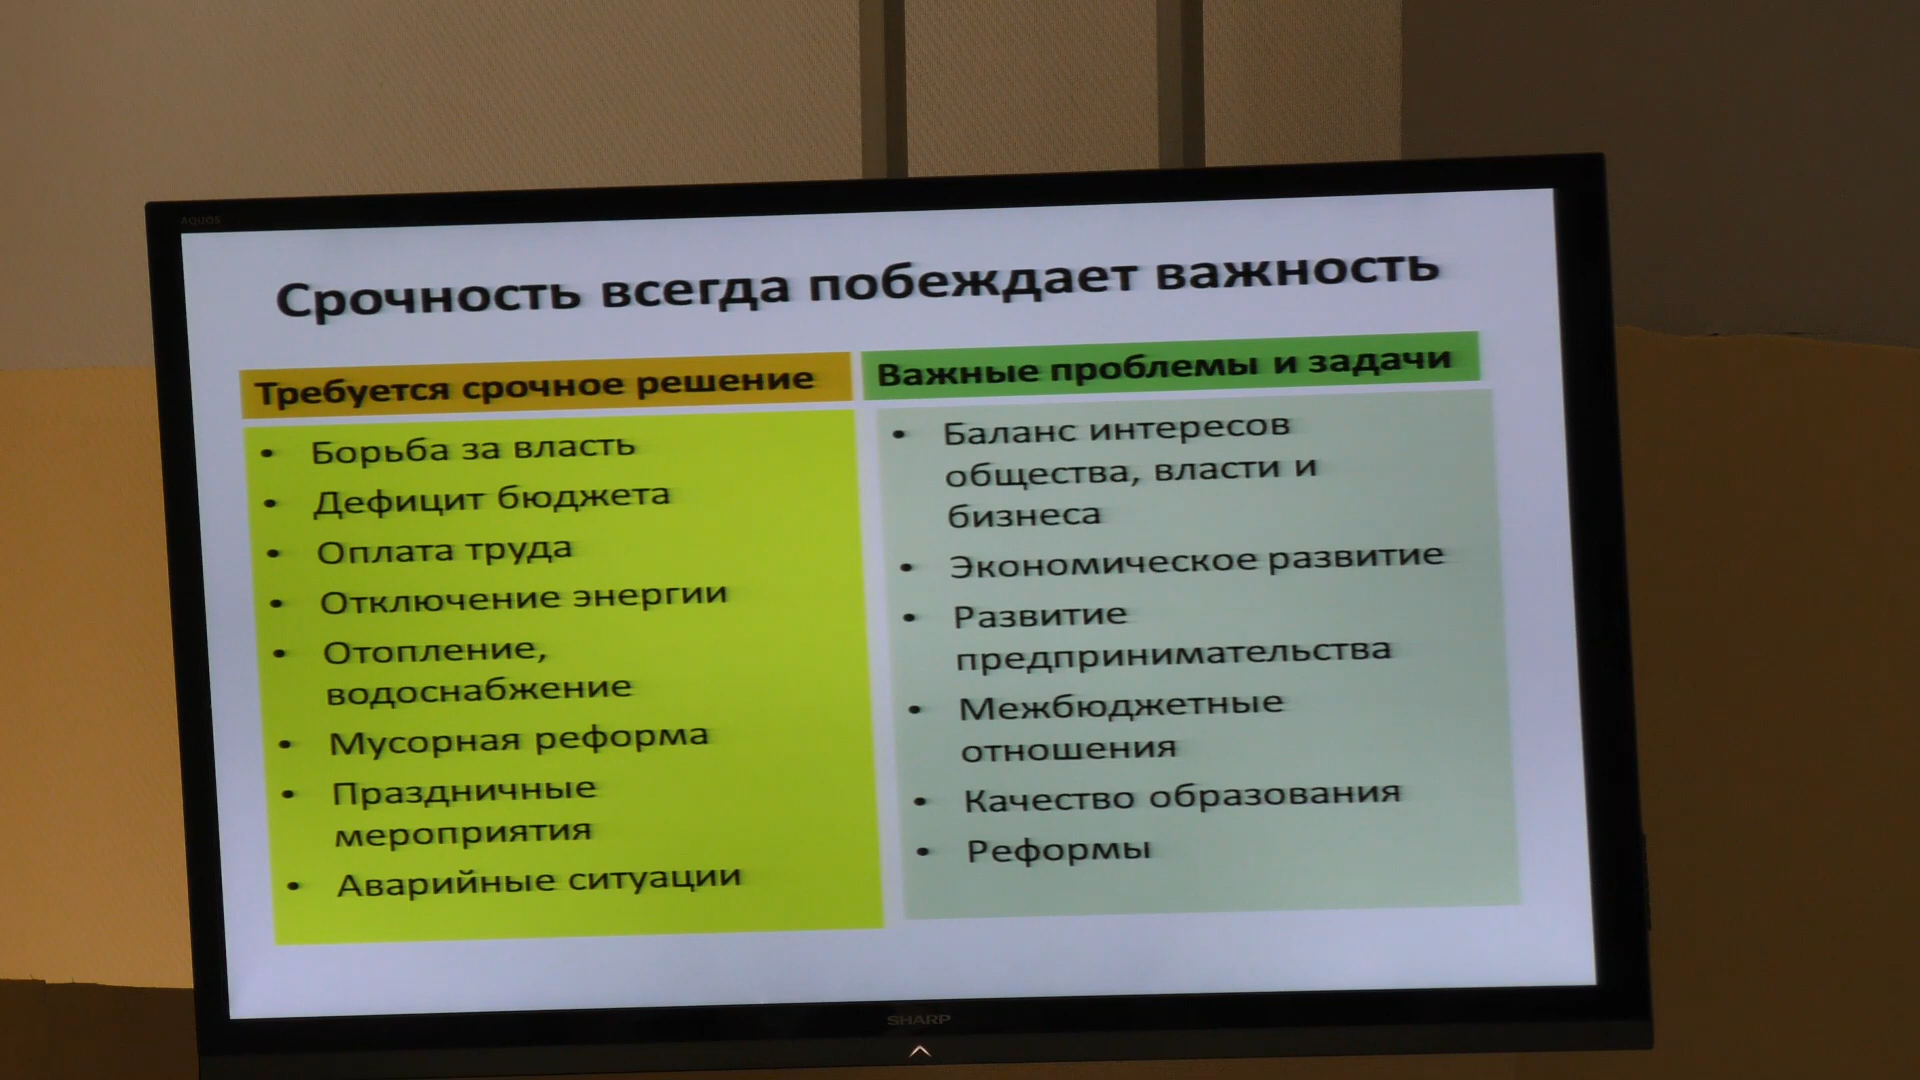 AQUOS
Срочность всегда побеждает важность
Требуется срочное решение
• Борьба за власть
• Дефицит бюджета
• Оплата труда
• Отключение энергии
• Отопление,
водоснабжение
• Мусорная реформа
• Праздничные
мероприятия
• Аварийные ситуации
Важные проблемы и задачи
• Баланс интересов
общества, власти и
бизнеса
• Экономическое развитие
• Развитие
предпринимательства
• Межбюджетные
отношения
• Качество образования
• Реформы
SHARP